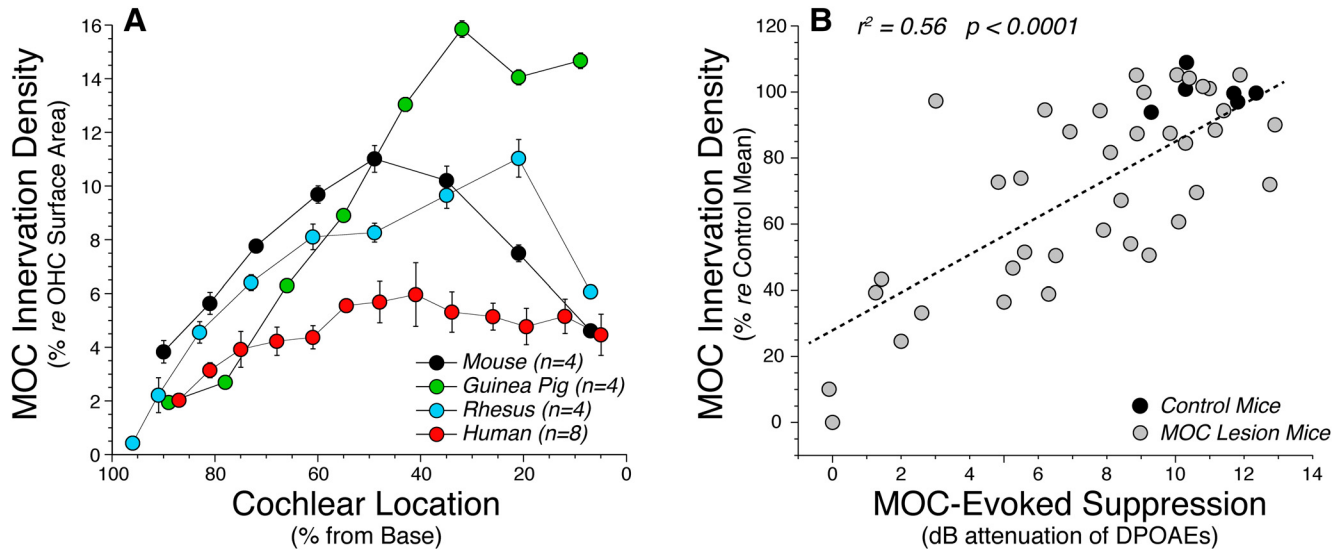 A
MOC Innervation Density
(% re OHC Surface Area)
16
14
12
10
8
6
4
2
0
100 80 60 40 20 0
Cochlear Location
(% from Base)
Mouse (n=4)
Guinea Pig (n=4)
Rhesus (n=4)
Human (n=8)
B
r² = 0.56 p < 0.0001
MOC Innervation Density
(% re Control Mean)
120
100
80
60
40
20
0
0 2 4 6 8 10 12 14
MOC-Evoked Suppression
(dB attenuation of DPOAEs)
Control Mice
MOC Lesion Mice